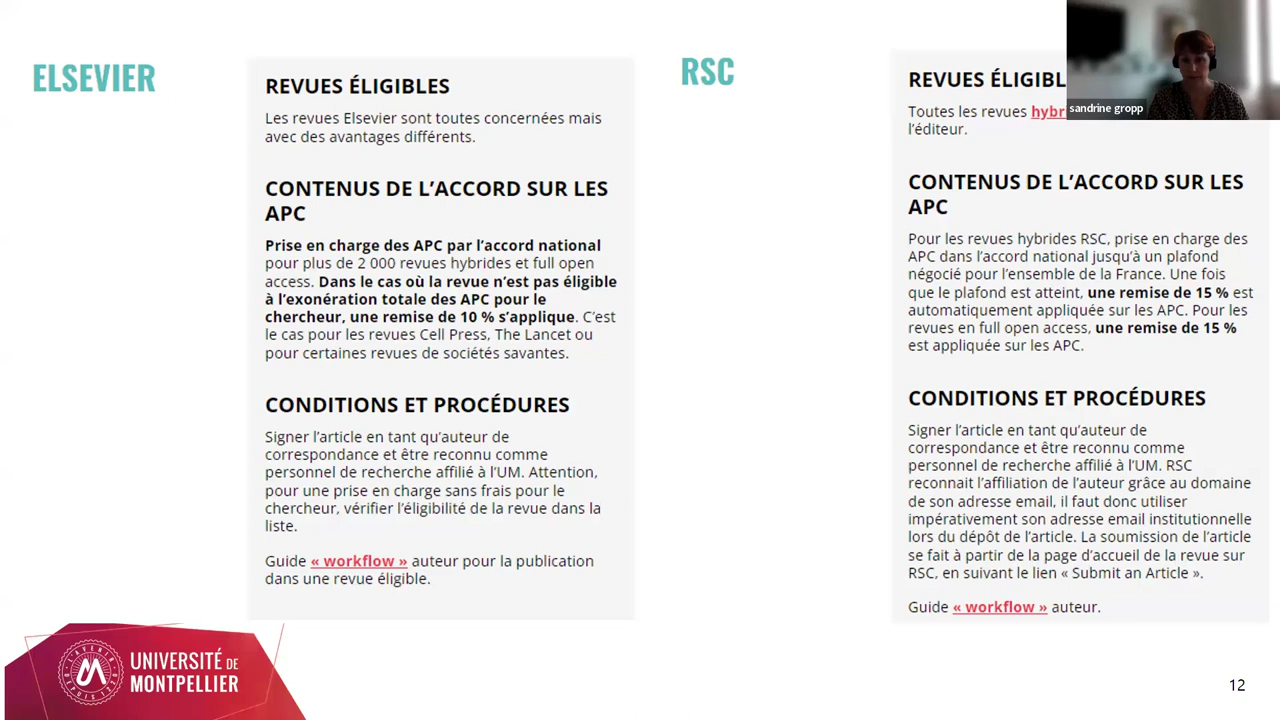 ELSEVIER
REVUES ÉLIGIBLES
Les revues Elsevier sont toutes concernées mais
avec des avantages différents.
CONTENUS DE L’ACCORD SUR LES
APC
Prise en charge des APC par l’accord national
pour plus de 2 000 revues hybrides et full open
access. Dans le cas où la revue n’est pas éligible
à l’exonération totale des APC pour le
chercheur, une remise de 10 % s’applique. C’est
le cas pour les revues Cell Press, The Lancet ou
pour certaines revues de sociétés savantes.
CONDITIONS ET PROCÉDURES
Signer l’article en tant qu’auteur de
correspondance et être reconnu comme
personnel de recherche affilié à l’UM. Attention,
pour une prise en charge sans frais pour le
chercheur, vérifier l’éligibilité de la revue dans la
liste.
Guide « workflow » auteur pour la publication
dans une revue éligible.
RSC
REVUES ÉLIGIBL
Toutes les revues hybr
l’éditeur.
CONTENUS DE L’ACCORD SUR LES
APC
Pour les revues hybrides RSC, prise en charge des
APC dans l’accord national jusqu’à un plafond
négocié pour l’ensemble de la France. Une fois
que le plafond est atteint, une remise de 15 % est
automatiquement appliquée sur les APC. Pour les
revues en full open access, une remise de 15 %
est appliquée sur les APC.
CONDITIONS ET PROCÉDURES
Signer l’article en tant qu’auteur de
correspondance et être reconnu comme
personnel de recherche affilié à l’UM. RSC
reconnait l’affiliation de l’auteur grâce au domaine
de son adresse email, il faut donc utiliser
impérativement son adresse email institutionnelle
lors du dépôt de l’article. La soumission de l’article
se fait à partir de la page d’accueil de la revue sur
RSC, en suivant le lien « Submit an Article ».
Guide « workflow » auteur.
sandrine gropp
UNIVERSITÉ DE
MONTPELLIER
12